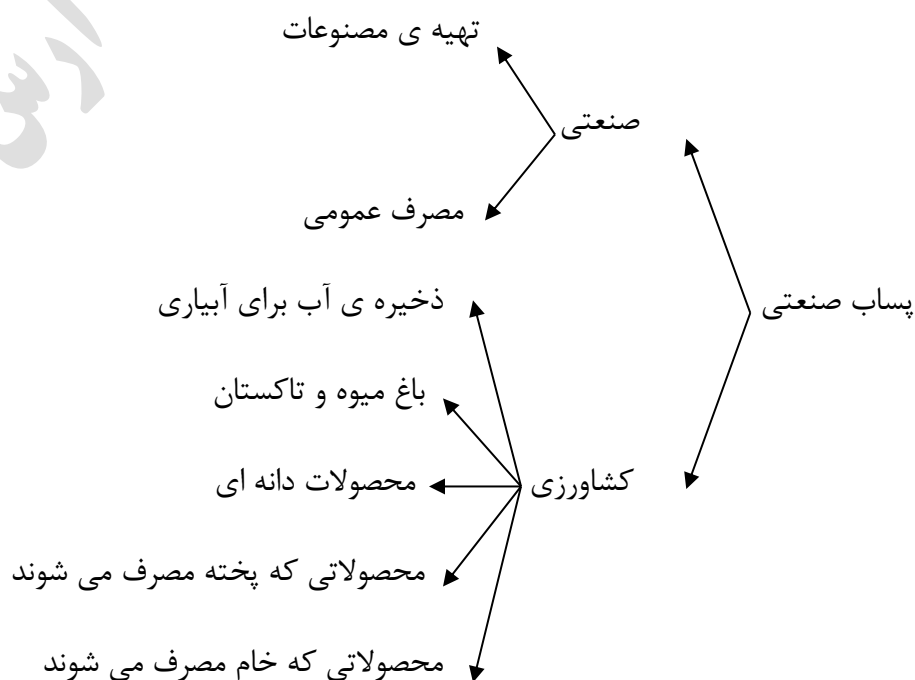 تهیه ی مصنوعات
صنعتی
مصرف عمومی
ذخیره ی آب برای آبیاری
پساب صنعتی
باغ میوه و تاکستان
کشاورزی
محصولات دانه ای
محصولاتی که پخته مصرف می شوند
محصولاتی که خام مصرف می شوند